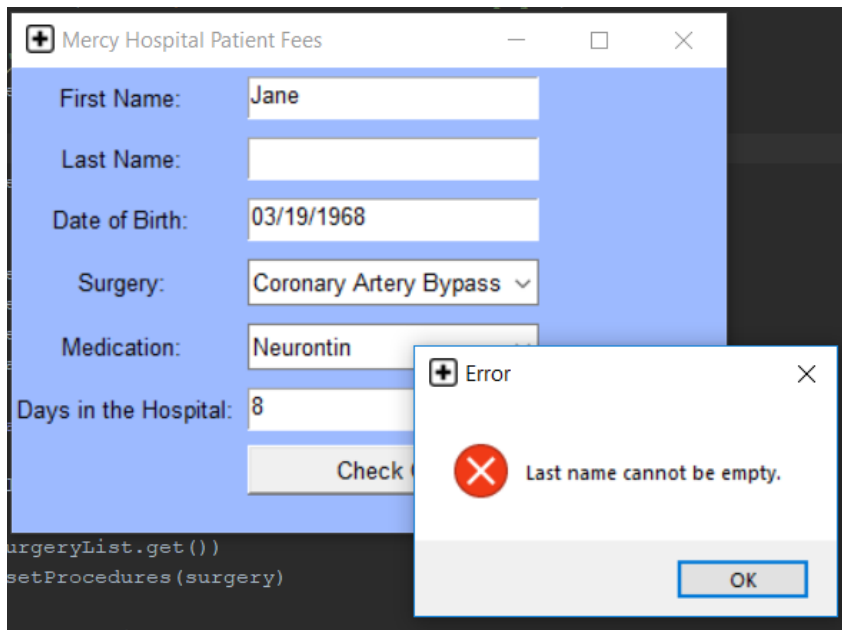 Mercy Hospital Patient Fees
First Name: Jane
Last Name:
Date of Birth: 03/19/1968
Surgery: Coronary Artery Bypass
Medication: Neurontin
Days in the Hospital: 8
Check
Error
Last name cannot be empty.
OK
urgeryList.get())
setProcedures(surgery)